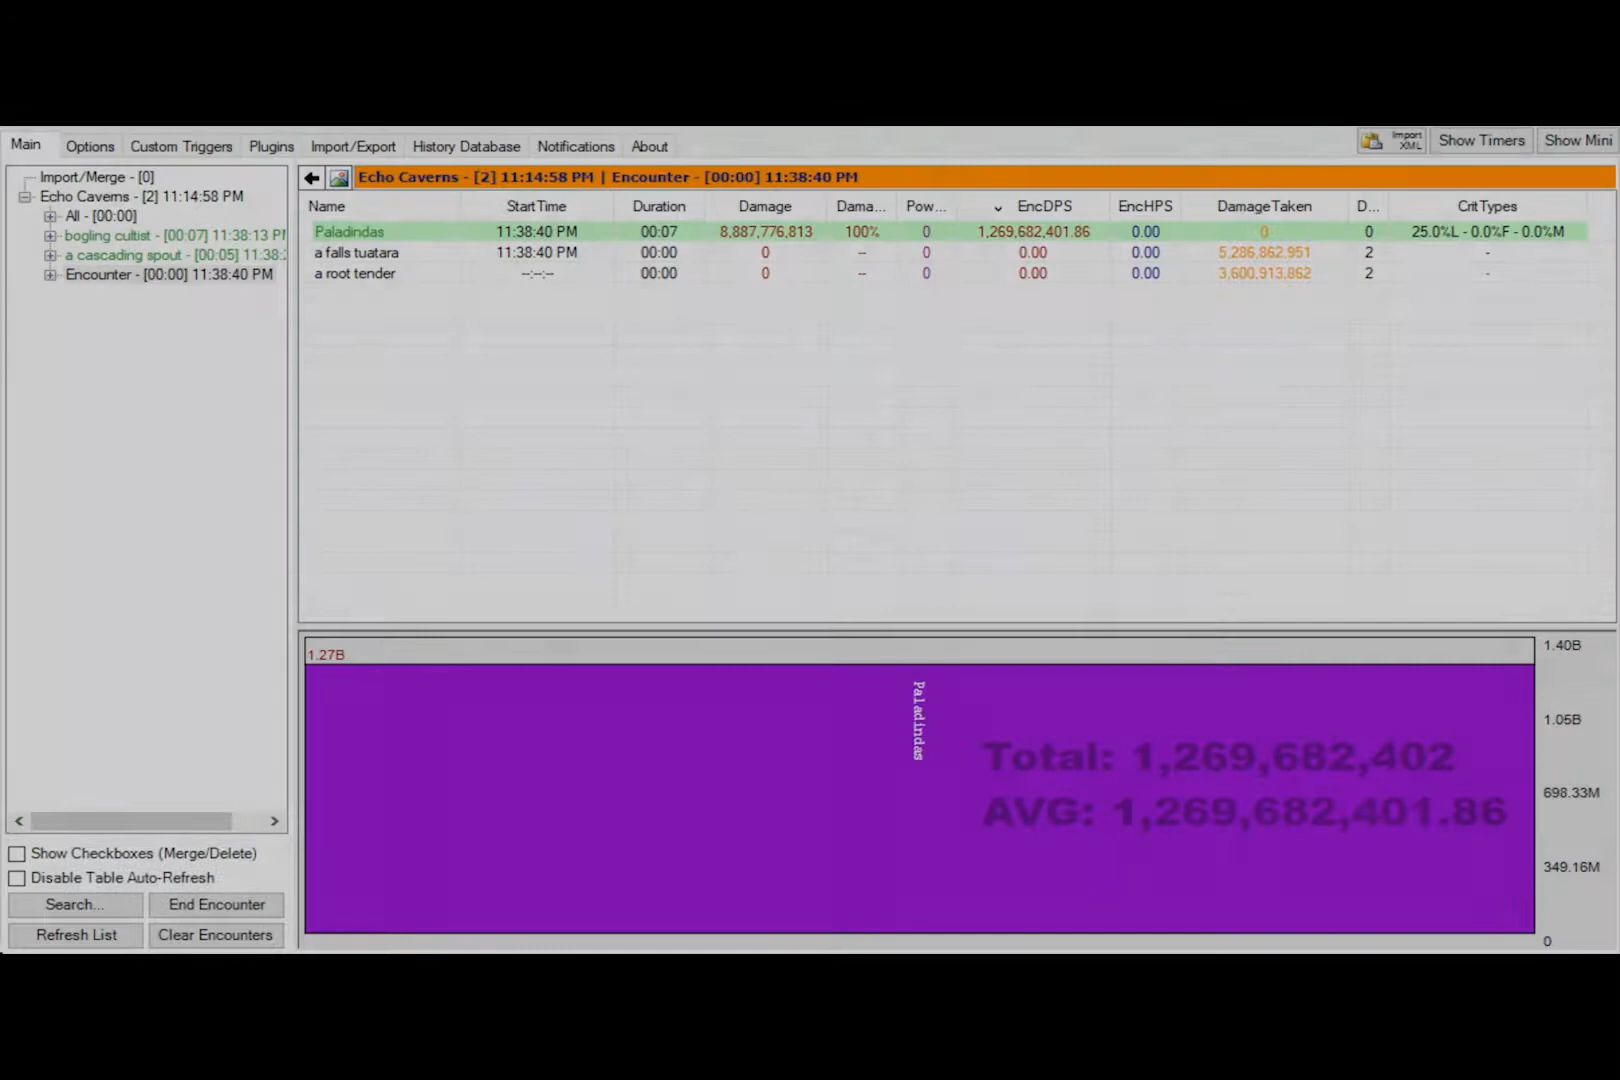 Main Options Custom Triggers Plugins Import/Export History Database Notifications About Import XML Show Timers Show Mini
Import/Merge - [0]
Echo Caverns - [2] 11:14:58 PM
All - [00:00]
bogling cultist - [00:07] 11:38:13 PM
a cascading spout - [00:05] 11:38:2
Encounter - [00:00] 11:38:40 PM
Show Checkboxes (Merge/Delete)
Disable Table Auto-Refresh
Search... End Encounter
Refresh List Clear Encounters
Echo Caverns - [2] 11:14:58 PM | Encounter - [00:00] 11:38:40 PM
Name StartTime Duration Damage Dama... Pow... EncDPS EncHPS DamageTaken D... CritTypes
Paladindas 11:38:40 PM 00:07 8,887,776,813 100% 0 1,269,682,401.86 0.00 0 0 25.0%L - 0.0%F - 0.0%M
a falls tuatara 11:38:40 PM 00:00 0 -- 0 0.00 0.00 5,286,862,951 2 -
a root tender --:--:-- 00:00 0 -- 0 0.00 0.00 3,600,913,862 2 -
1.27B
Paladindas
Total: 1,269,682,402
AVG: 1,269,682,401.86
1.40B
1.05B
698.33M
349.16M
0